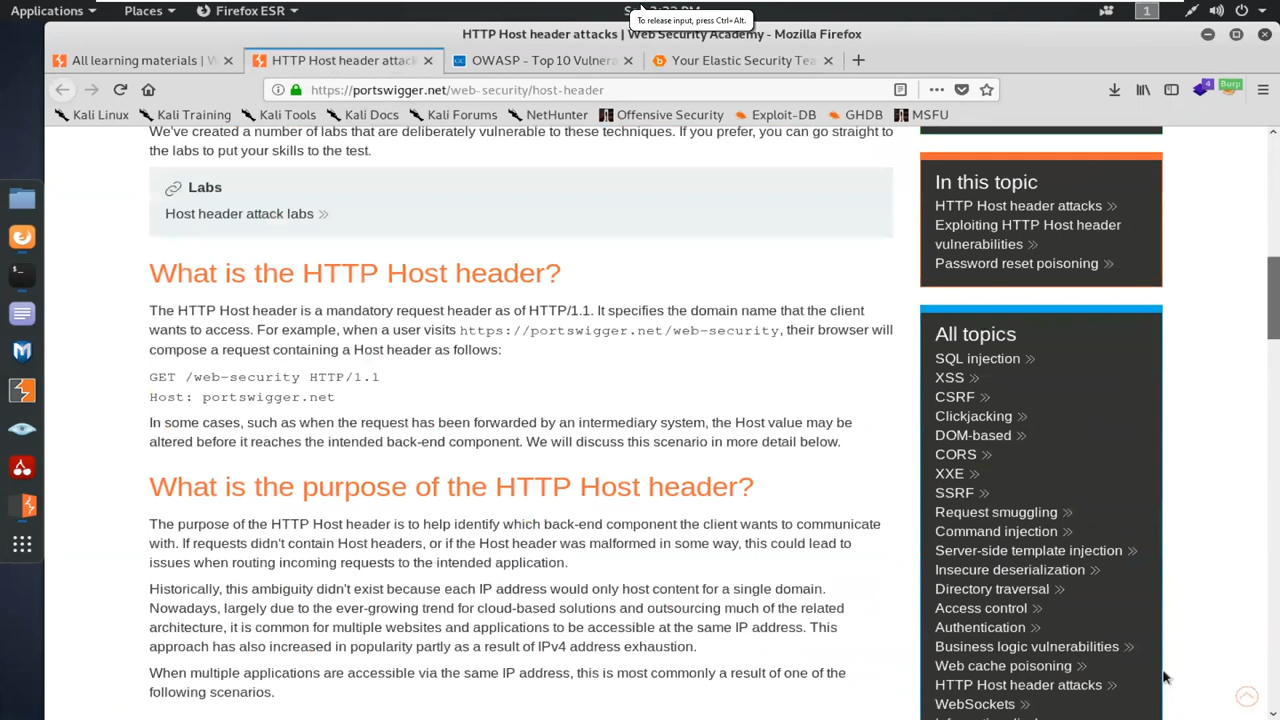 Applications
Places
Firefox ESR
To release input, press Ctrl+Alt.
1
HTTP Host header attacks | Web Security Academy - Mozilla Firefox
All learning materials | W
HTTP Host header attac
OWASP - Top 10 Vulnera
Your Elastic Security Tea
https://portswigger.net/web-security/host-header
4
Burp
Kali Linux
Kali Training
Kali Tools
Kali Docs
Kali Forums
NetHunter
Offensive Security
Exploit-DB
GHDB
MSFU
We've created a number of labs that are deliberately vulnerable to these techniques. If you prefer, you can go straight to
the labs to put your skills to the test.
Labs
Host header attack labs
What is the HTTP Host header?
The HTTP Host header is a mandatory request header as of HTTP/1.1. It specifies the domain name that the client
wants to access. For example, when a user visits https://portswigger.net/web-security, their browser will
compose a request containing a Host header as follows:
GET /web-security HTTP/1.1
Host: portswigger.net
In some cases, such as when the request has been forwarded by an intermediary system, the Host value may be
altered before it reaches the intended back-end component. We will discuss this scenario in more detail below.
What is the purpose of the HTTP Host header?
The purpose of the HTTP Host header is to help identify which back-end component the client wants to communicate
with. If requests didn't contain Host headers, or if the Host header was malformed in some way, this could lead to
issues when routing incoming requests to the intended application.
Historically, this ambiguity didn't exist because each IP address would only host content for a single domain.
Nowadays, largely due to the ever-growing trend for cloud-based solutions and outsourcing much of the related
architecture, it is common for multiple websites and applications to be accessible at the same IP address. This
approach has also increased in popularity partly as a result of IPv4 address exhaustion.
When multiple applications are accessible via the same IP address, this is most commonly a result of one of the
following scenarios.
In this topic
HTTP Host header attacks
Exploiting HTTP Host header
vulnerabilities
Password reset poisoning
All topics
SQL injection
XSS
CSRF
Clickjacking
DOM-based
CORS
XXE
SSRF
Request smuggling
Command injection
Server-side template injection
Insecure deserialization
Directory traversal
Access control
Authentication
Business logic vulnerabilities
Web cache poisoning
HTTP Host header attacks
WebSockets